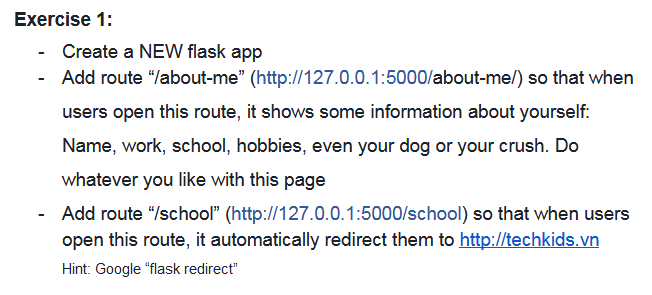 Exercise 1:
- Create a NEW flask app
- Add route “/about-me” (http://127.0.0.1:5000/about-me/) so that when
users open this route, it shows some information about yourself:
Name, work, school, hobbies, even your dog or your crush. Do
whatever you like with this page
- Add route “/school” (http://127.0.0.1:5000/school) so that when users
open this route, it automatically redirect them to http://techkids.vn
Hint: Google “flask redirect”